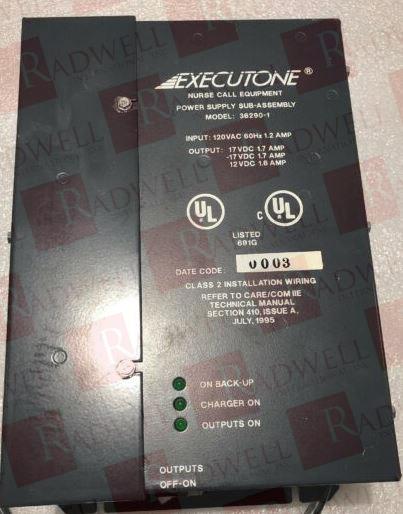 EXECUTONE®
NURSE CALL EQUIPMENT
POWER SUPPLY SUB-ASSEMBLY
MODEL: 36290-1
INPUT: 120VAC 60Hz 1.2 AMP
OUTPUT: 17VDC 1.7 AMP
-17VDC 1.7 AMP
12VDC 1.6 AMP
UL C UL
LISTED
691G
DATE CODE: 0003
CLASS 2 INSTALLATION WIRING
REFER TO CARE/COM IIE
TECHNICAL MANUAL
SECTION 410, ISSUE A,
JULY, 1995
ON BACK-UP
CHARGER ON
OUTPUTS ON
OUTPUTS
OFF-ON
RADWELL